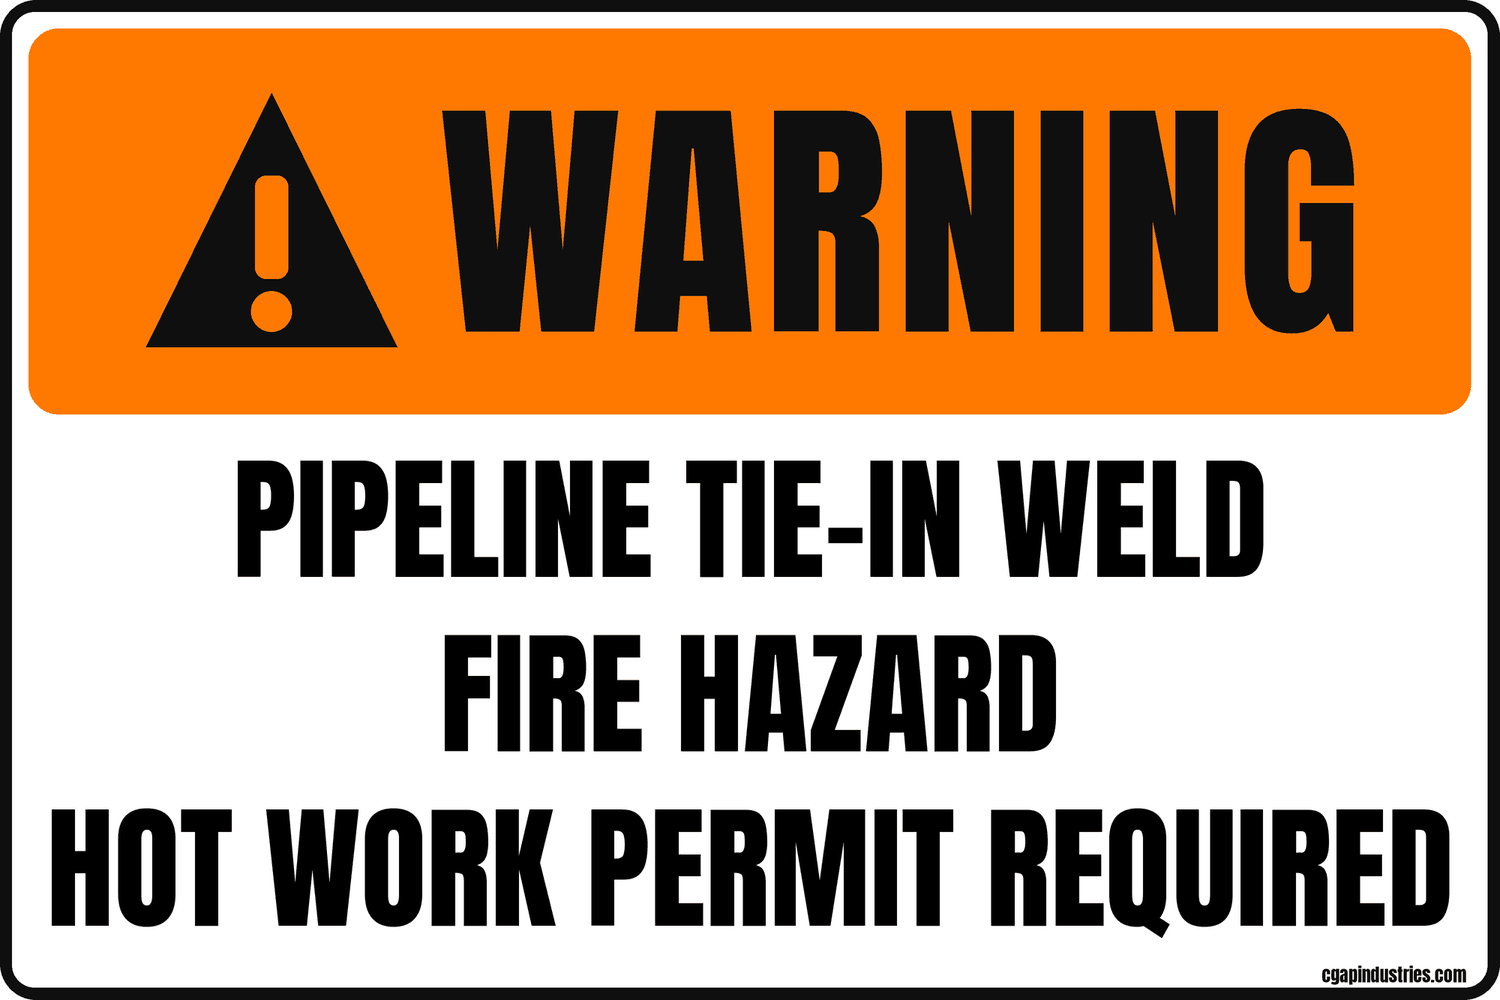 WARNING
PIPELINE TIE-IN WELD
FIRE HAZARD
HOT WORK PERMIT REQUIRED
cgapindustries.com